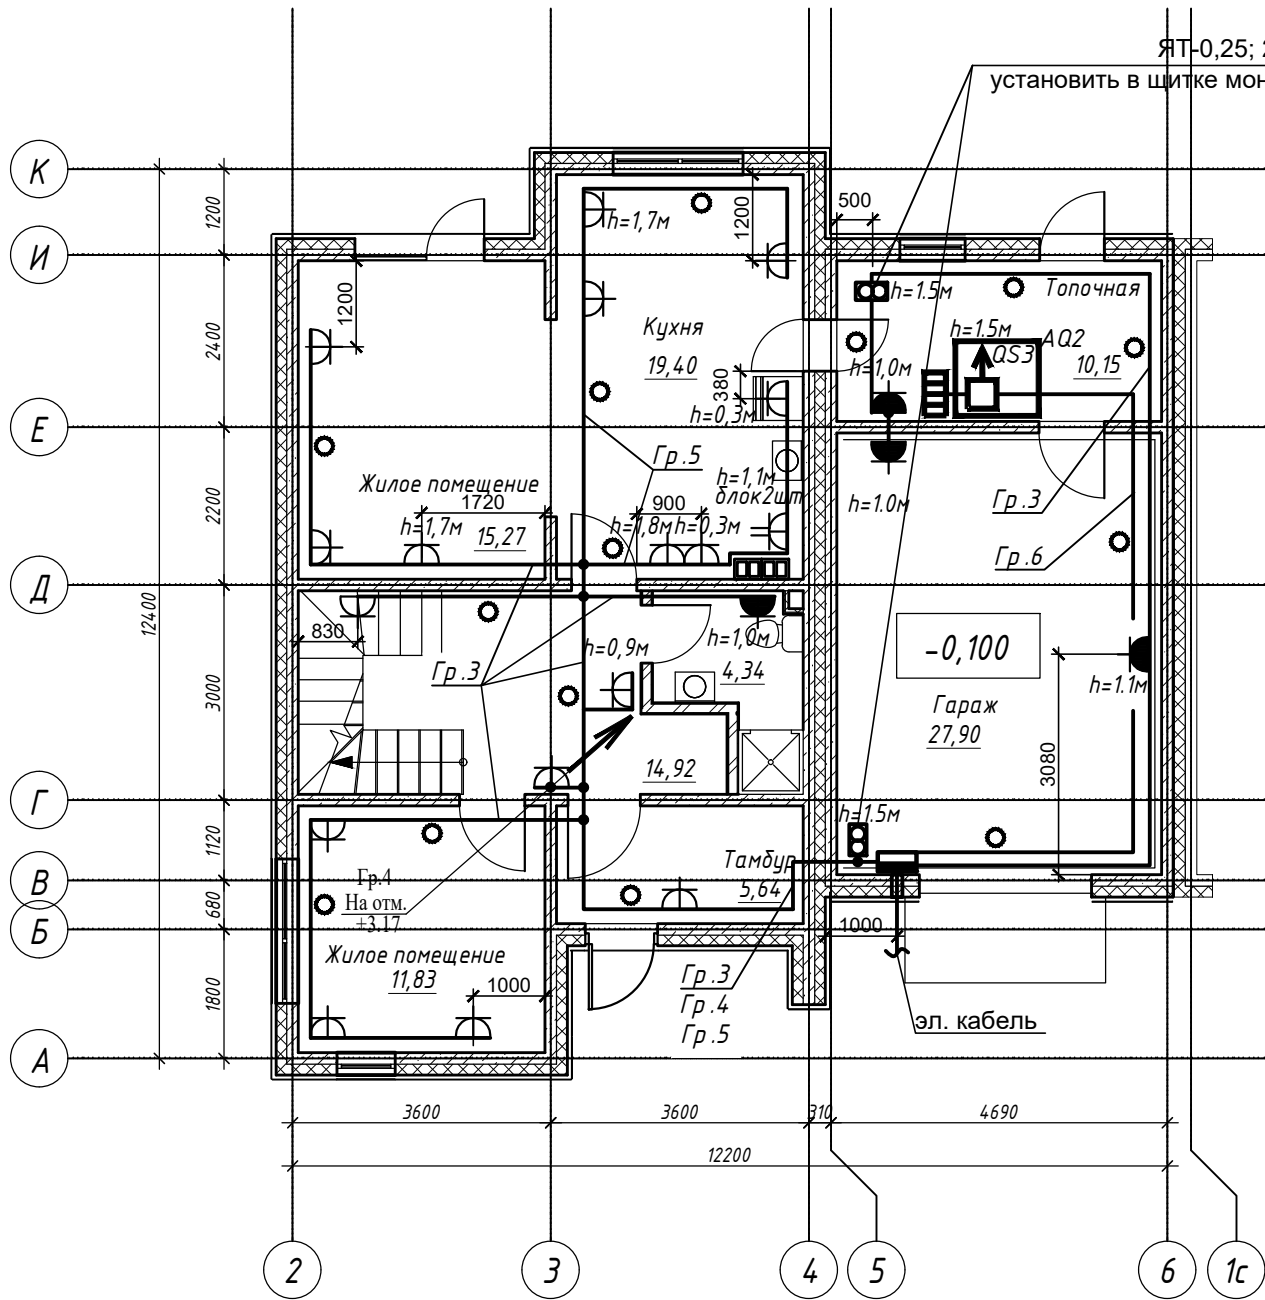 ЯТ-0,25;
установить в щитке
К
И
Е
Д
Г
В
Б
А
1200
2400
2200
3000
1120
680
1800
12400
1200
h=1,7м
1200
500
h=1.5м
Топочная
h=1.5м
AQ2
QS3
10,15
h=1,0м
Кухня
19,40
380
h=0,3м
Гр.5
h=1,1м
блок2шт
900
h=1,8м
h=0,3м
Жилое помещение
1720
h=1,7м
15,27
h=1.0м
Гр.3
Гр.6
830
Гр.3
h=0,9м
h=1,0м
4,34
14,92
-0,100
h=1.1м
Гараж
27,90
3080
h=1.5м
Тамбур
5,64
Гр.4
На отм.
+3.17
Жилое помещение
11,83
1000
1000
Гр.3
Гр.4
Гр.5
эл. кабель
3600
3600
310
4690
12200
2
3
4
5
6
1с